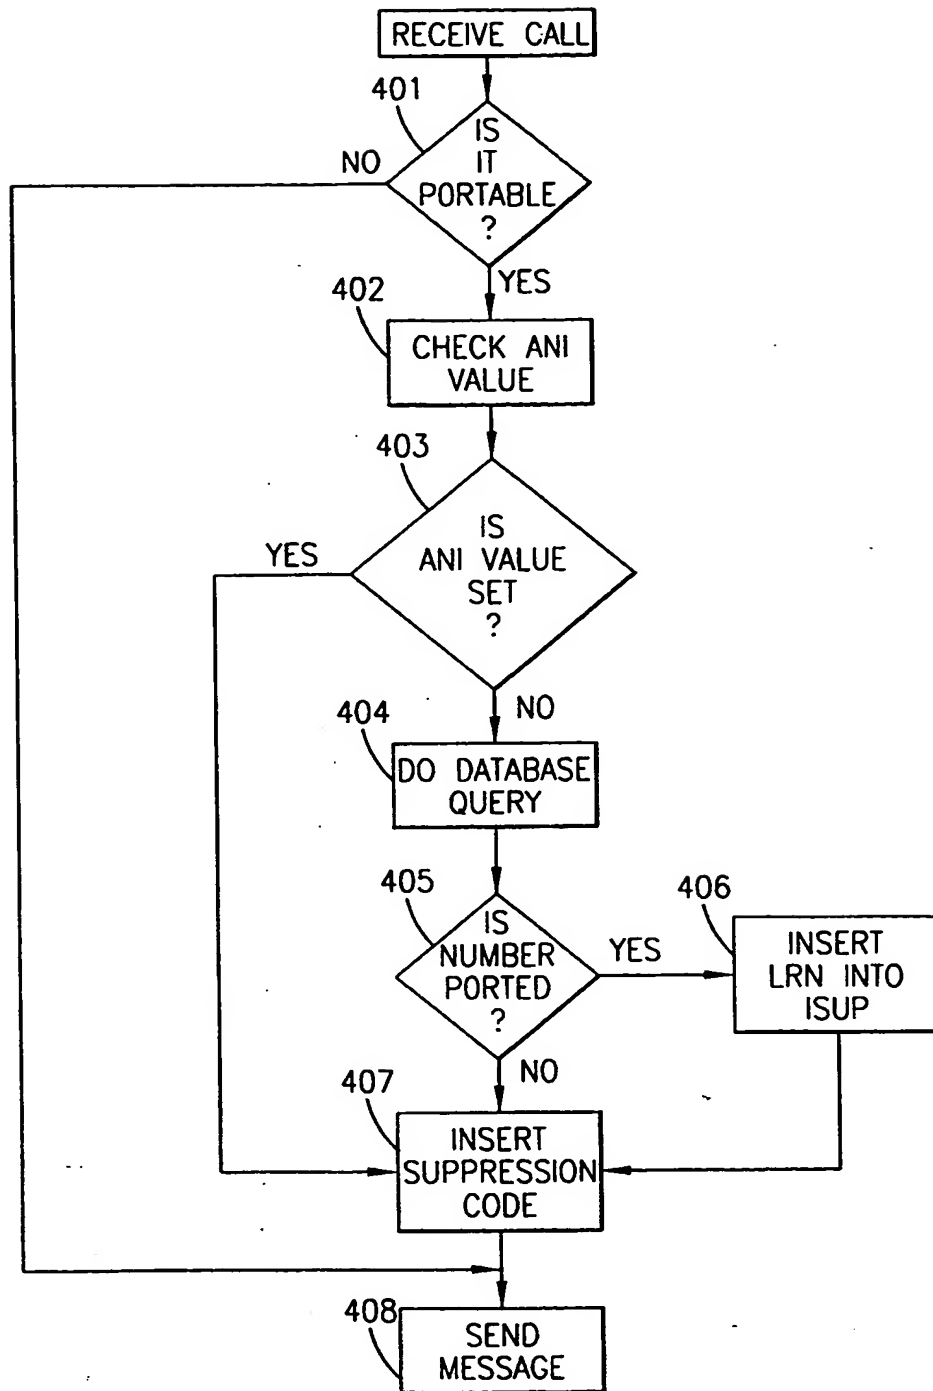 RECEIVE CALL
401
IS
IT
PORTABLE
?
NO
YES
402
CHECK ANI
VALUE
403
IS
ANI VALUE
SET
?
YES
NO
404
DO DATABASE
QUERY
405
IS
NUMBER
PORTED
?
YES
406
INSERT
LRN INTO
ISUP
NO
407
INSERT
SUPPRESSION
CODE
408
SEND
MESSAGE